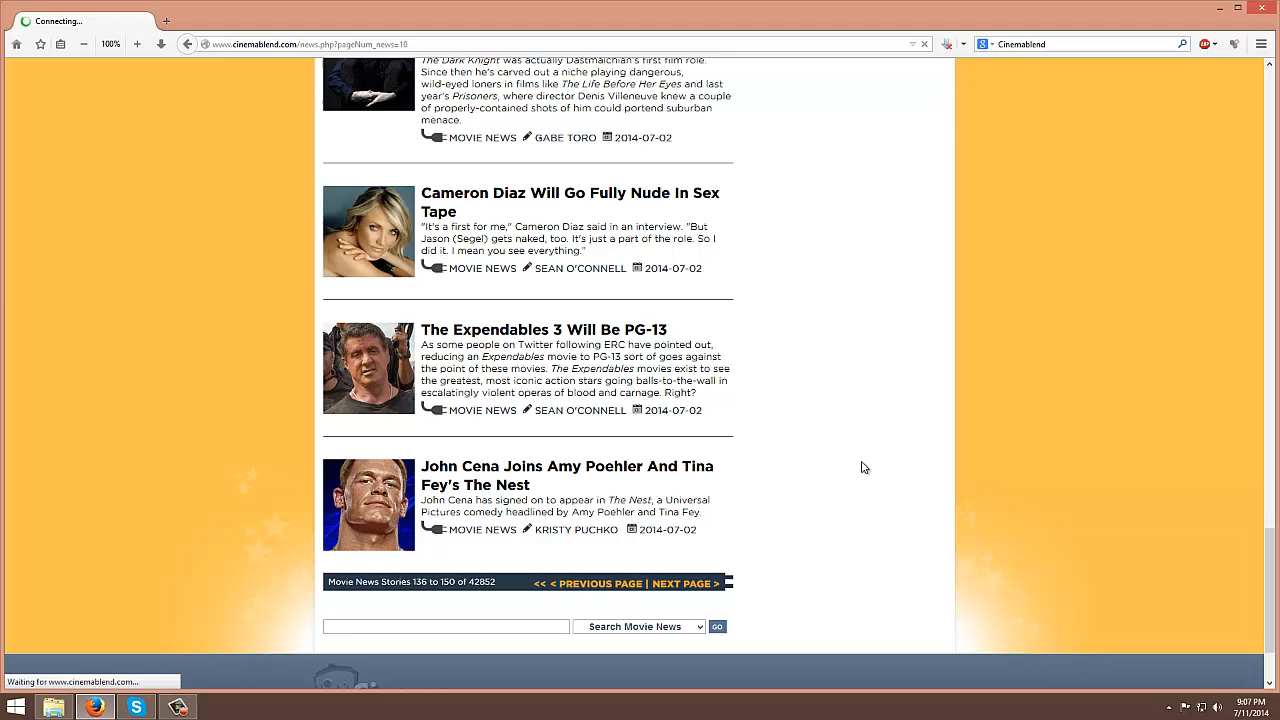 Connecting...
100%
www.cinemablend.com/news.php?pageNum_news=10
Cinemablend
The Dark Knight was actually Dastmalchian's first film role.
Since then he's carved out a niche playing dangerous,
wild-eyed loners in films like The Life Before Her Eyes and last
year's Prisoners, where director Denis Villeneuve knew a couple
of properly-contained shots of him could portend suburban
menace.
MOVIE NEWS GABE TORO 2014-07-02
Cameron Diaz Will Go Fully Nude In Sex
Tape
"It's a first for me," Cameron Diaz said in an interview. "But
Jason (Segel) gets naked, too. It's just a part of the role. So I
did it. I mean you see everything."
MOVIE NEWS SEAN O'CONNELL 2014-07-02
The Expendables 3 Will Be PG-13
As some people on Twitter following ERC have pointed out,
reducing an Expendables movie to PG-13 sort of goes against
the point of these movies. The Expendables movies exist to see
the greatest, most iconic action stars going balls-to-the-wall in
escalatingly violent operas of blood and carnage. Right?
MOVIE NEWS SEAN O'CONNELL 2014-07-02
John Cena Joins Amy Poehler And Tina
Fey's The Nest
John Cena has signed on to appear in The Nest, a Universal
Pictures comedy headlined by Amy Poehler and Tina Fey.
MOVIE NEWS KRISTY PUCHKO 2014-07-02
Movie News Stories 136 to 150 of 42852 << < PREVIOUS PAGE | NEXT PAGE >
Search Movie News GO
Waiting for www.cinemablend.com...
9:07 PM
7/11/2014